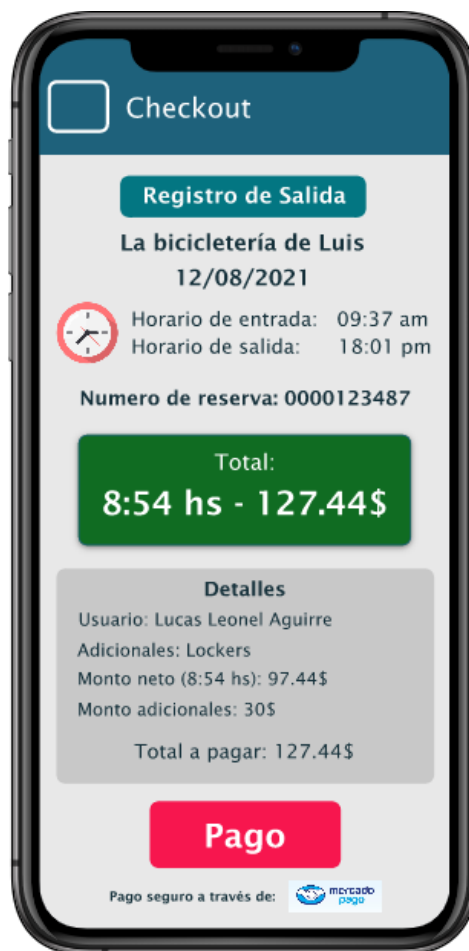 Checkout
Registro de Salida
La bicicletería de Luis
12/08/2021
Horario de entrada: 09:37 am
Horario de salida: 18:01 pm
Numero de reserva: 0000123487
Total:
8:54 hs - 127.44$
Detalles
Usuario: Lucas Leonel Aguirre
Adicionales: Lockers
Monto neto (8:54 hs): 97.44$
Monto adicionales: 30$
Total a pagar: 127.44$
Pago
Pago seguro a través de: mercado
pago